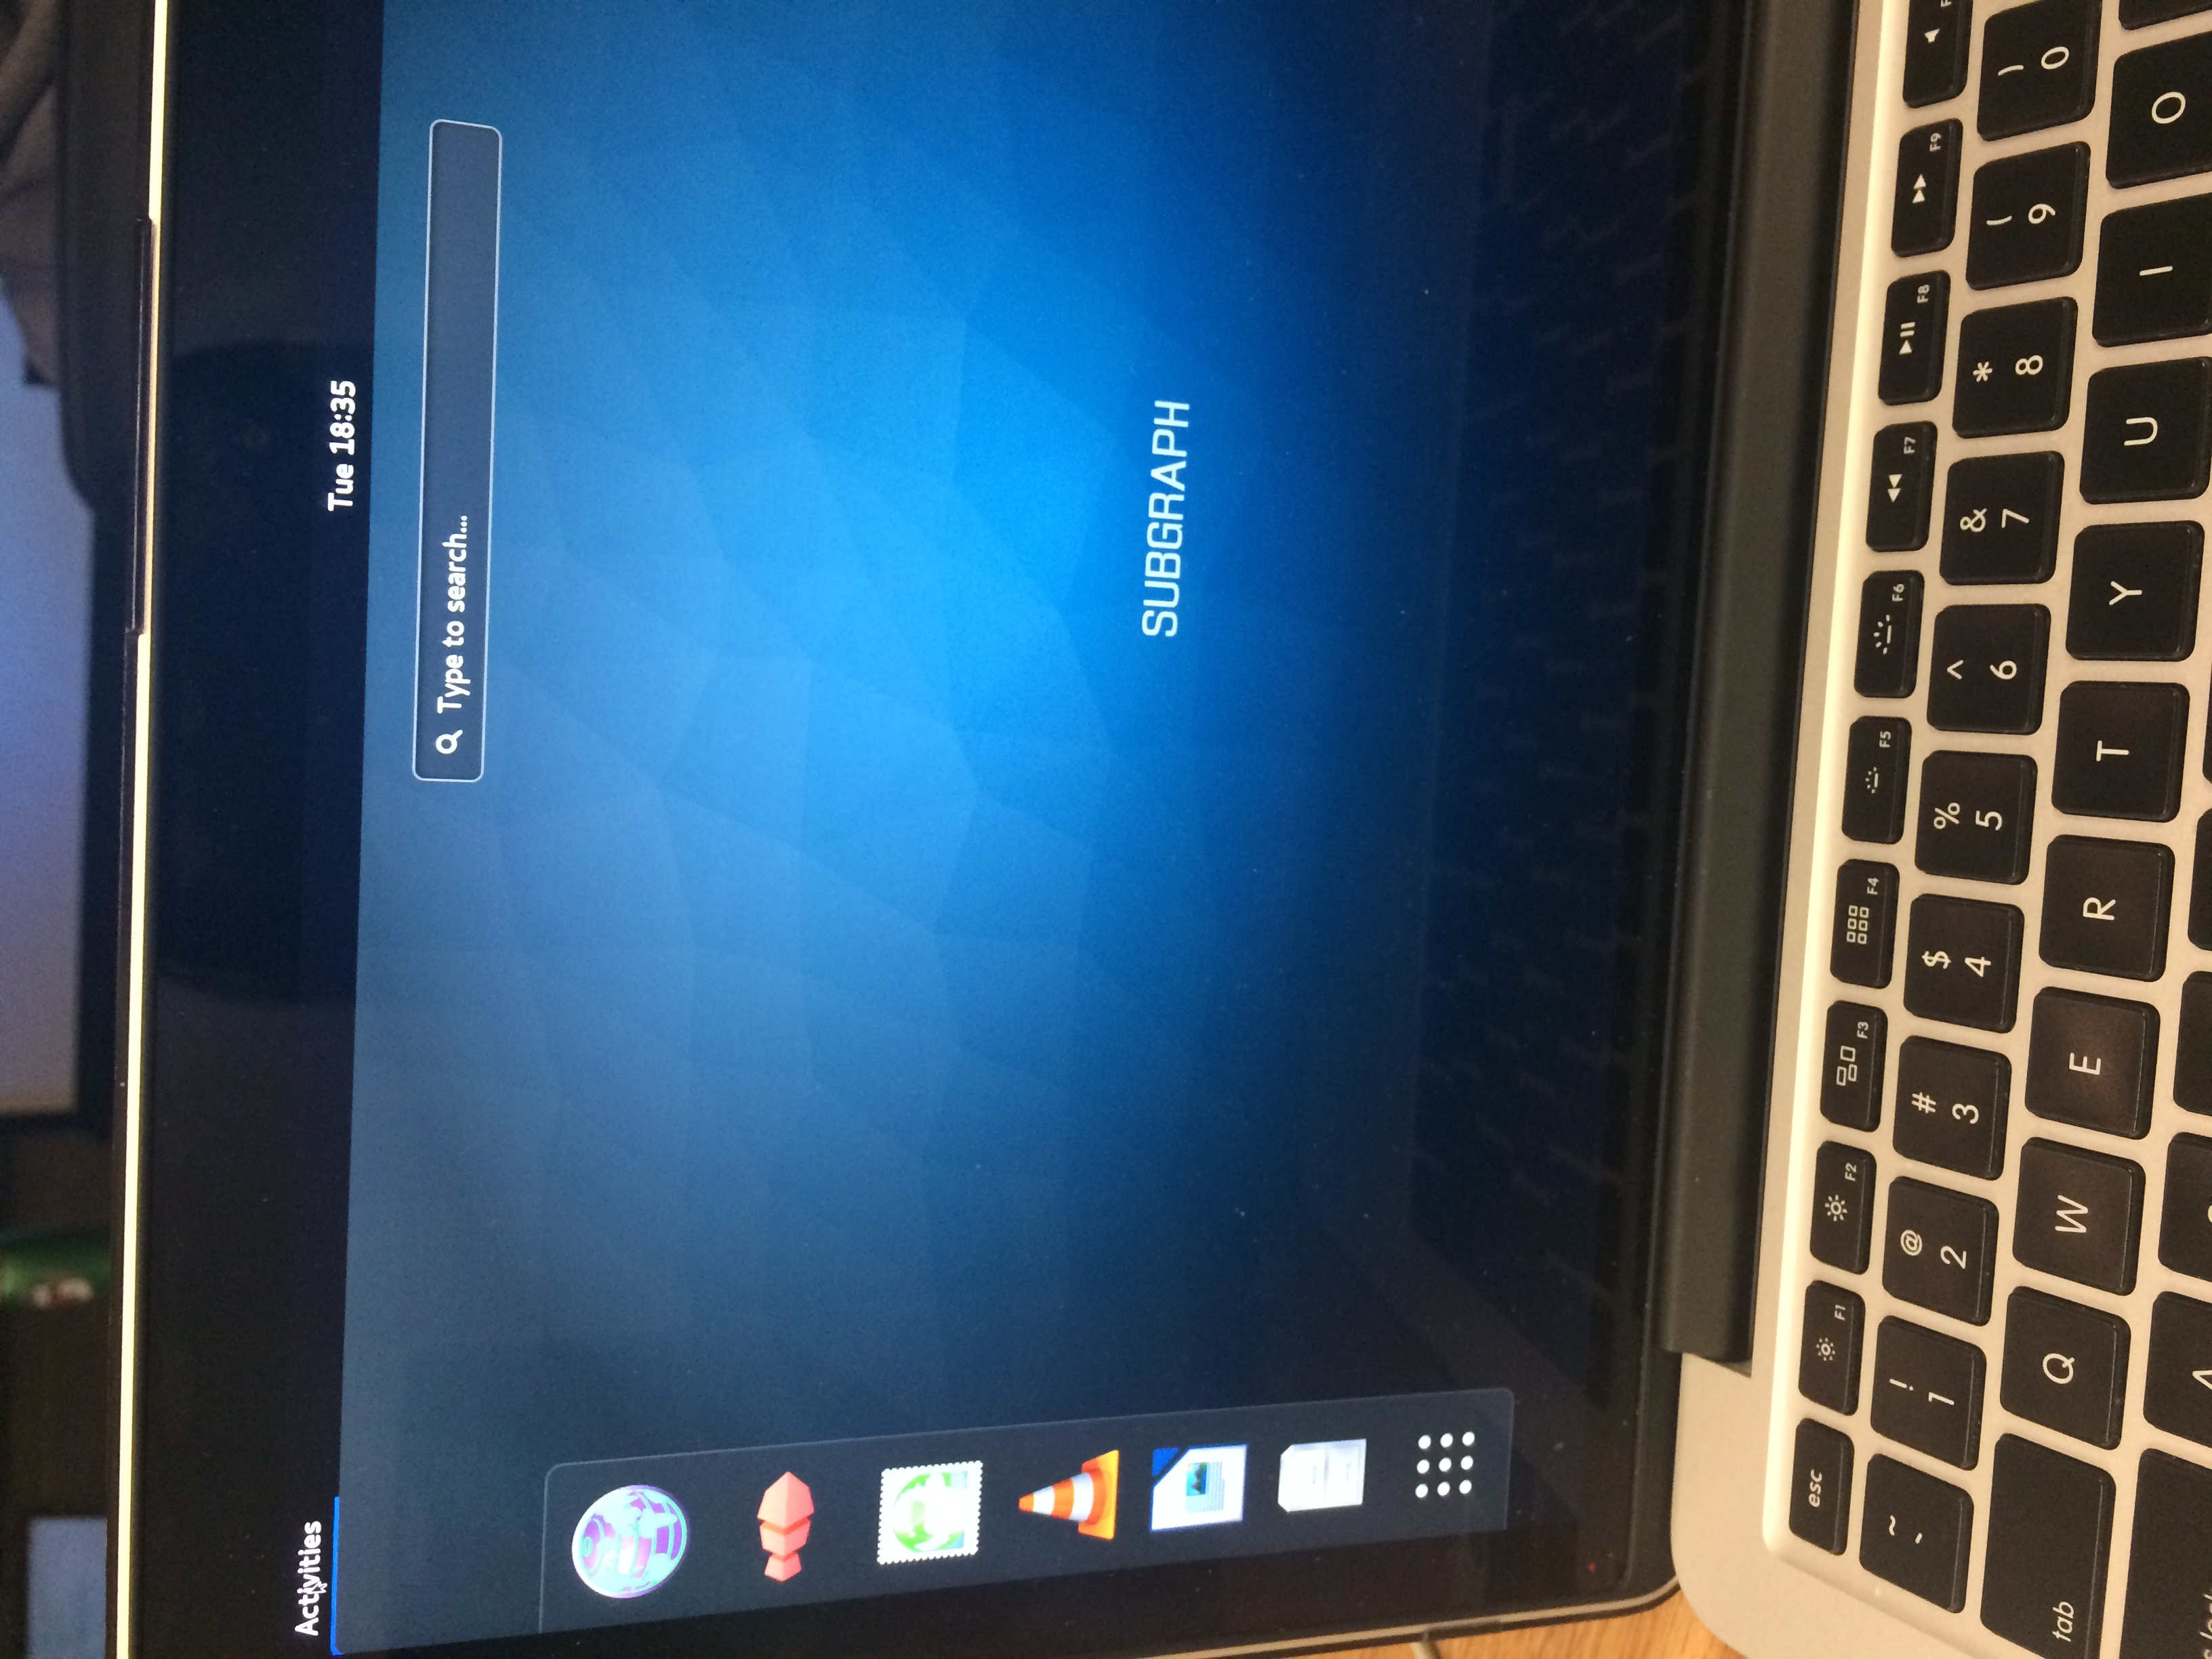 Activities
Tue 18:35
Type to search...
SUBGRAPH
esc F1 F2 F3 F4 F5 F6 F7 F8 F9
~ ! @ # $ % ^ & * ( )
` 1 2 3 4 5 6 7 8 9 0
tab Q W E R T Y U I O